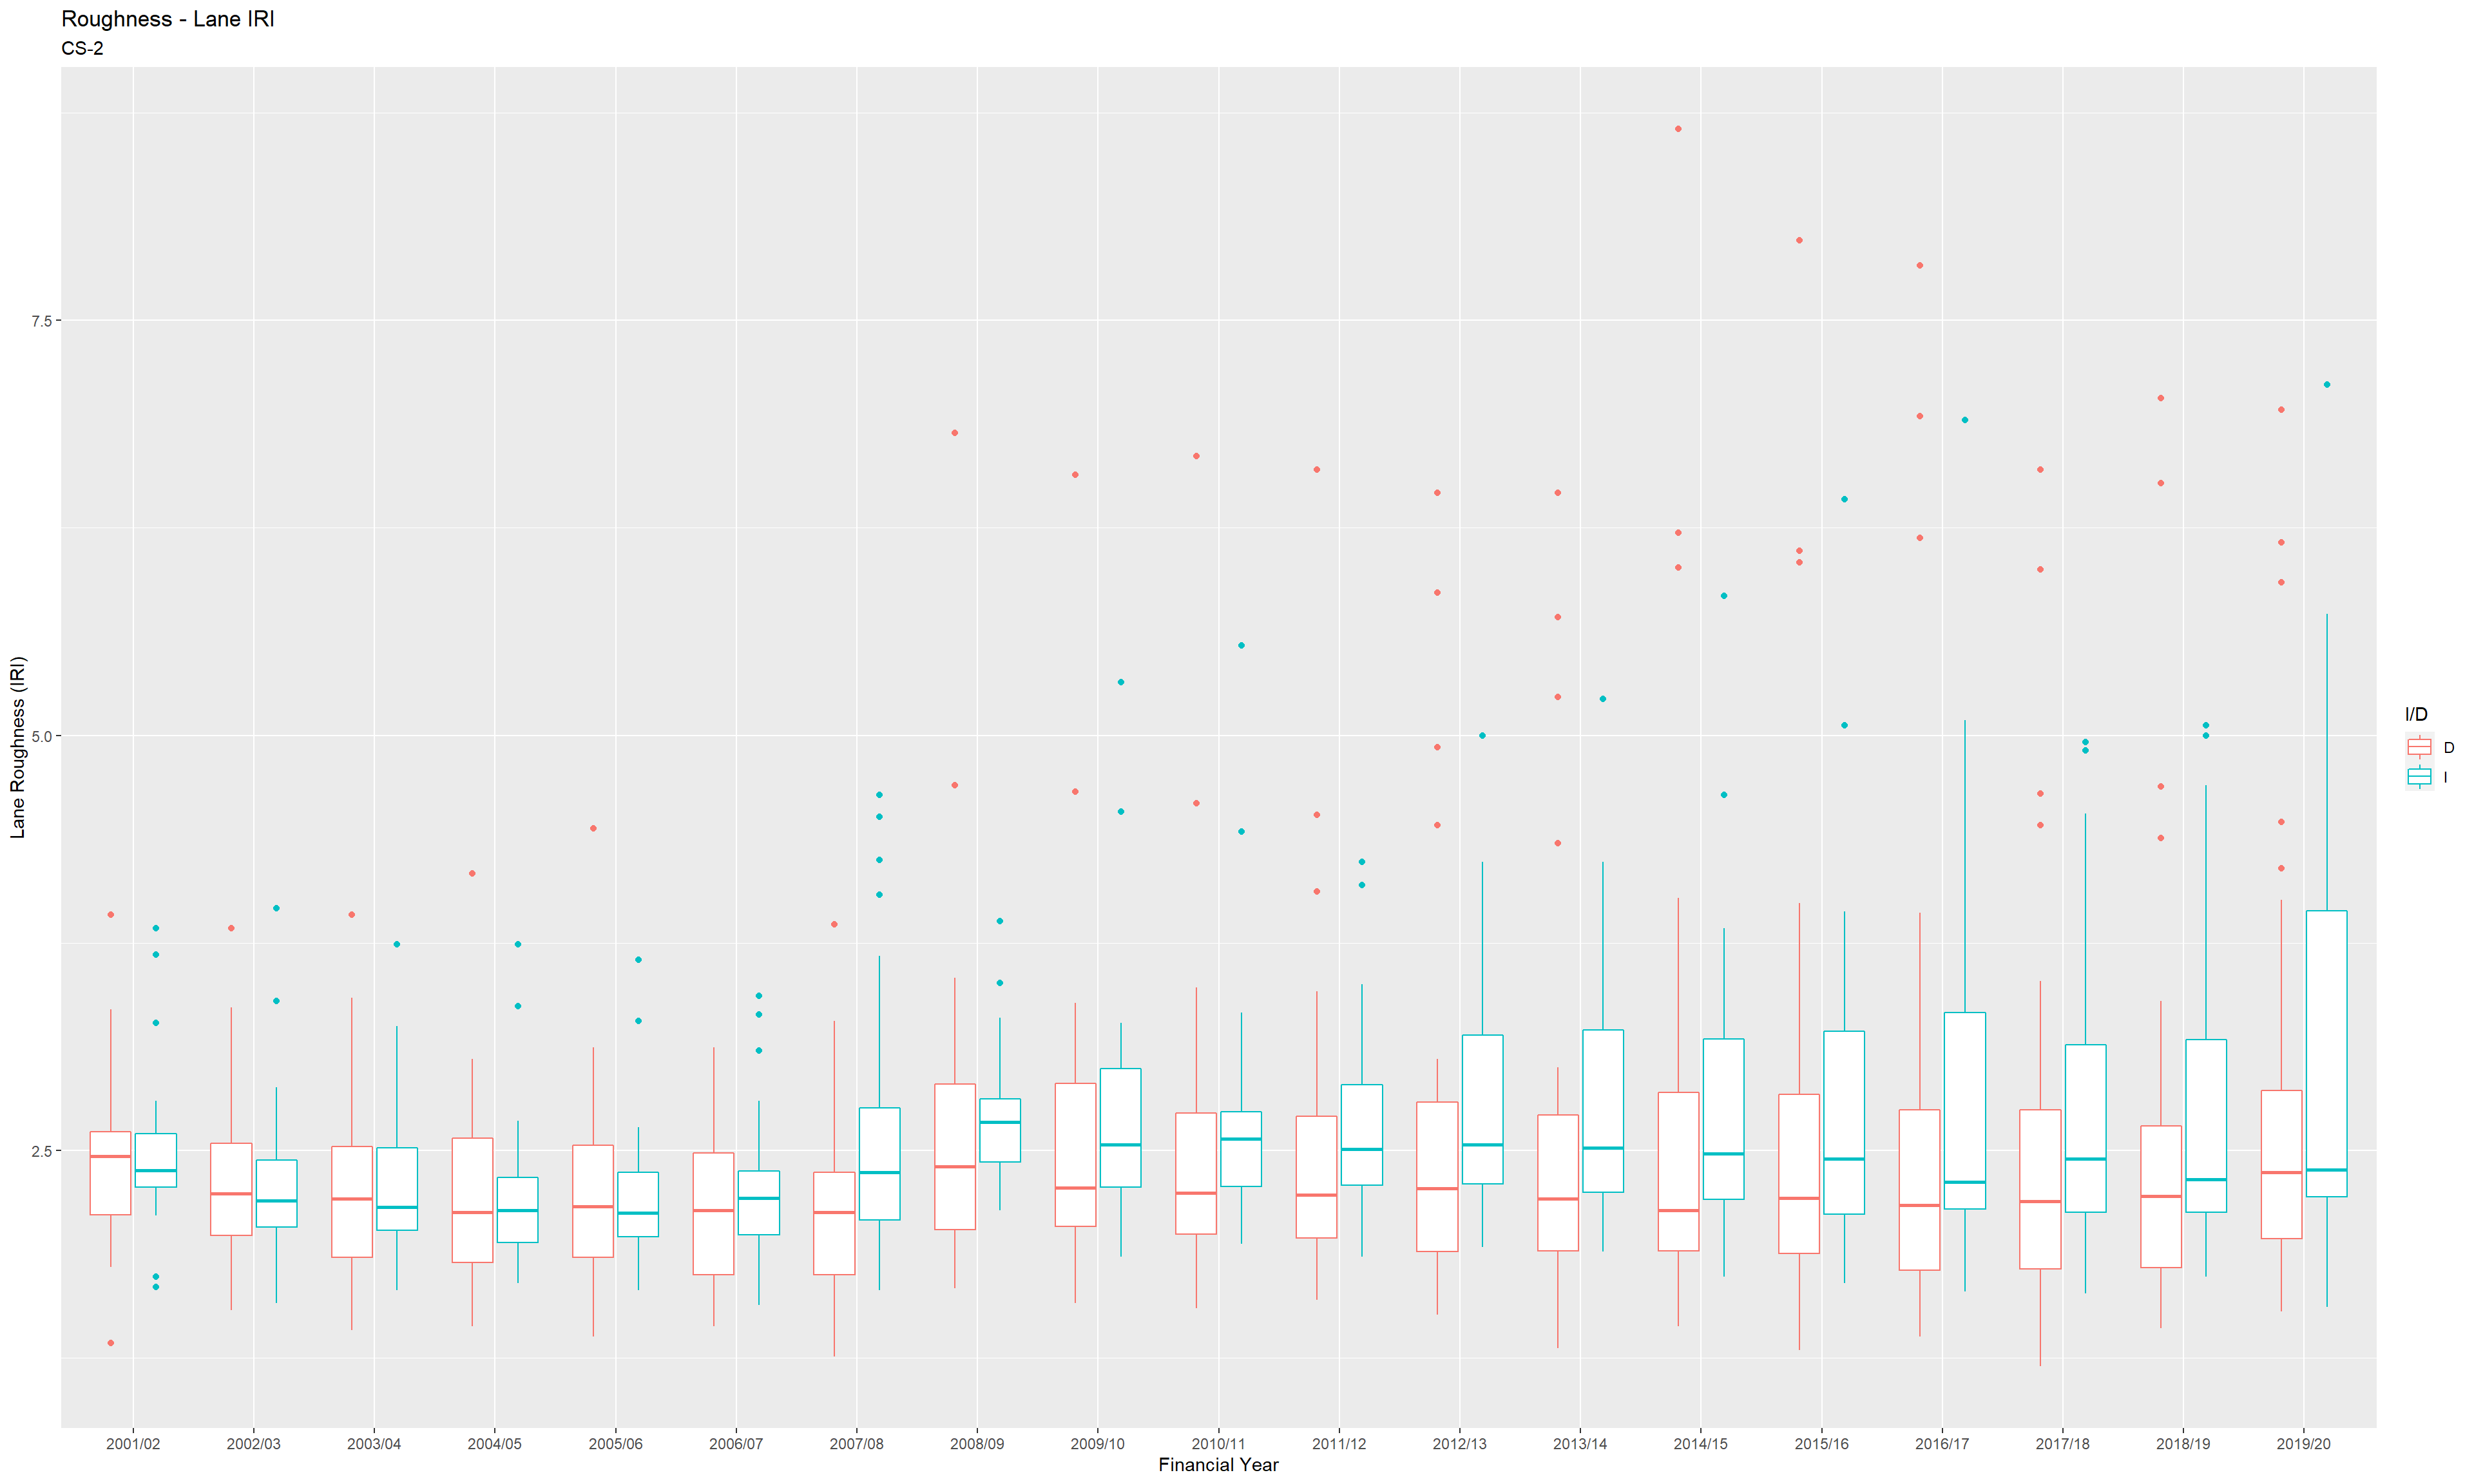 Roughness - Lane IRI
CS-2
Lane Roughness (IRI)
7.5
5.0
2.5
2001/02 2002/03 2003/04 2004/05 2005/06 2006/07 2007/08 2008/09 2009/10 2010/11 2011/12 2012/13 2013/14 2014/15 2015/16 2016/17 2017/18 2018/19 2019/20
Financial Year
I/D
D
I